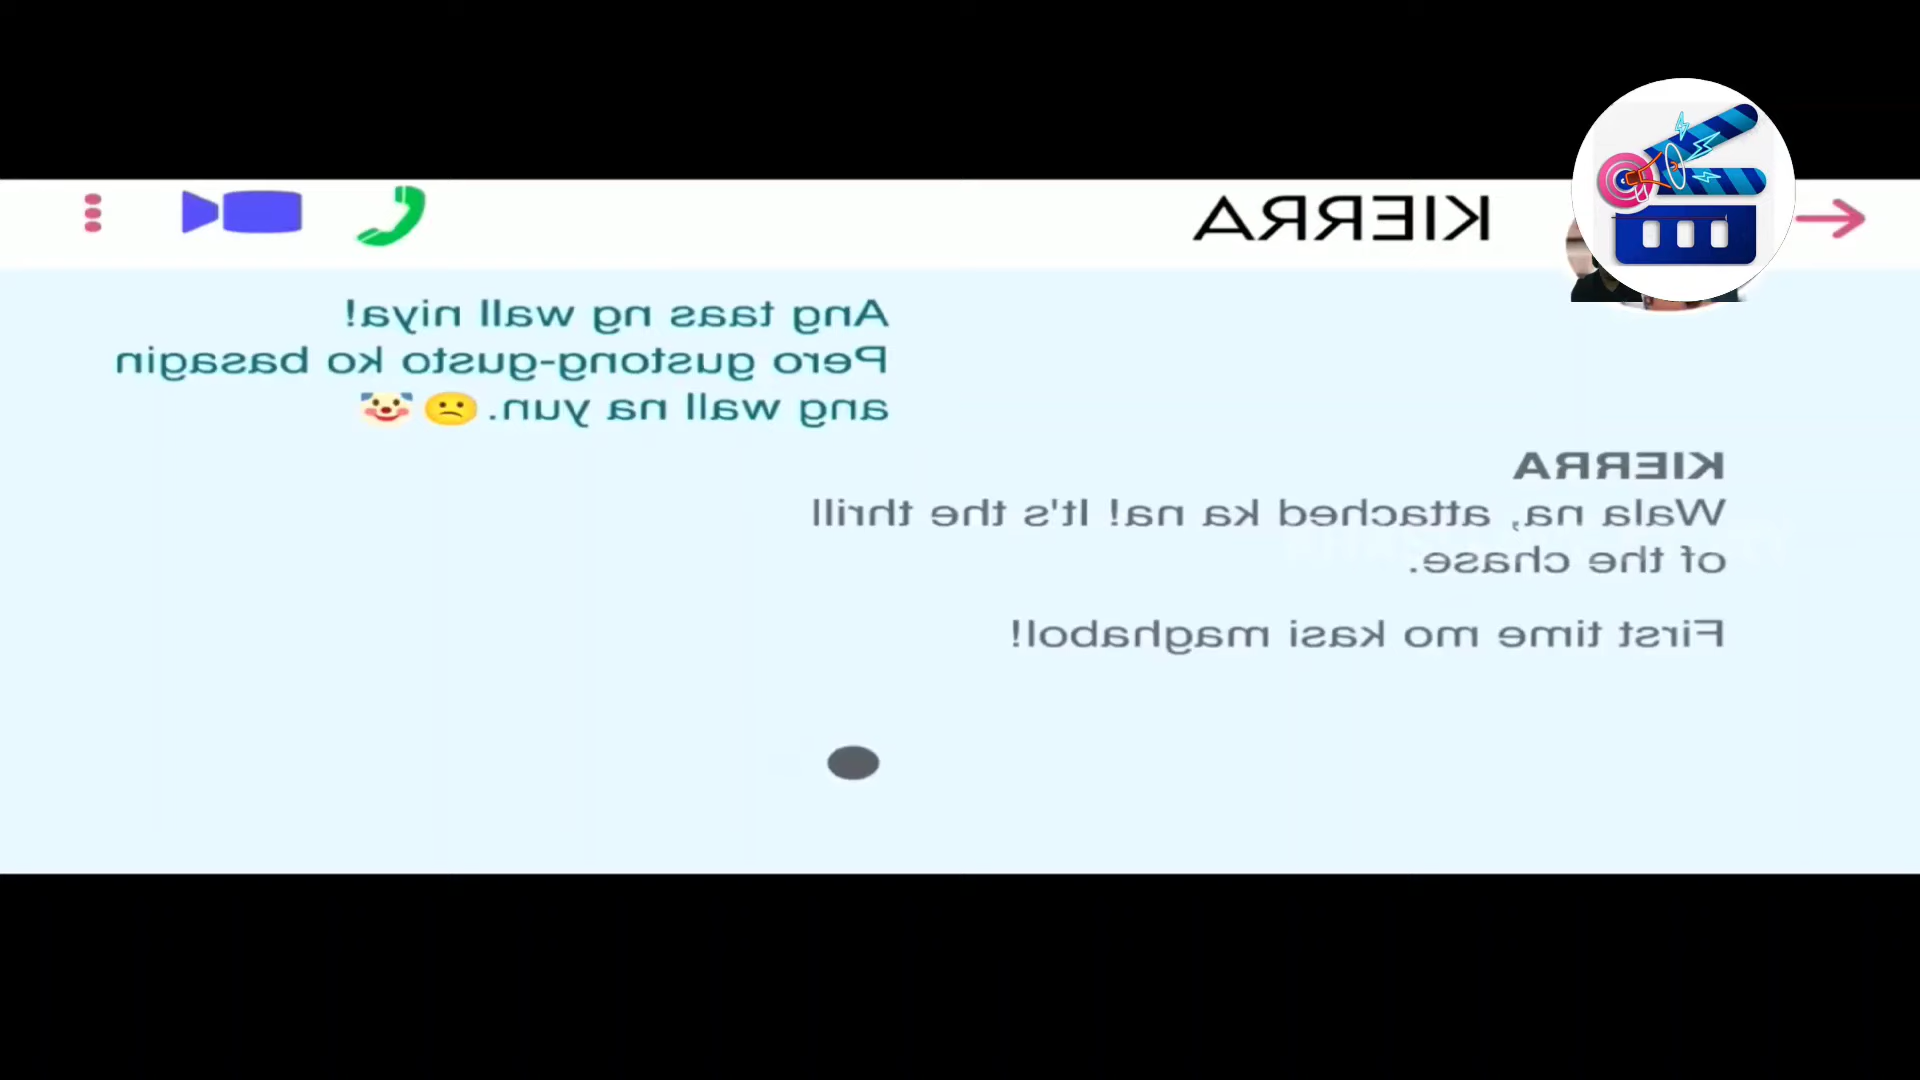 KIERRA
Ang taas ng wall niya!
Pero gustong-gusto ko basagin
ang wall na yun. 🙁🤡
KIERRA
Wala na, attached ka na! It's the thrill
of the chase.
First time mo kasi maghabol!